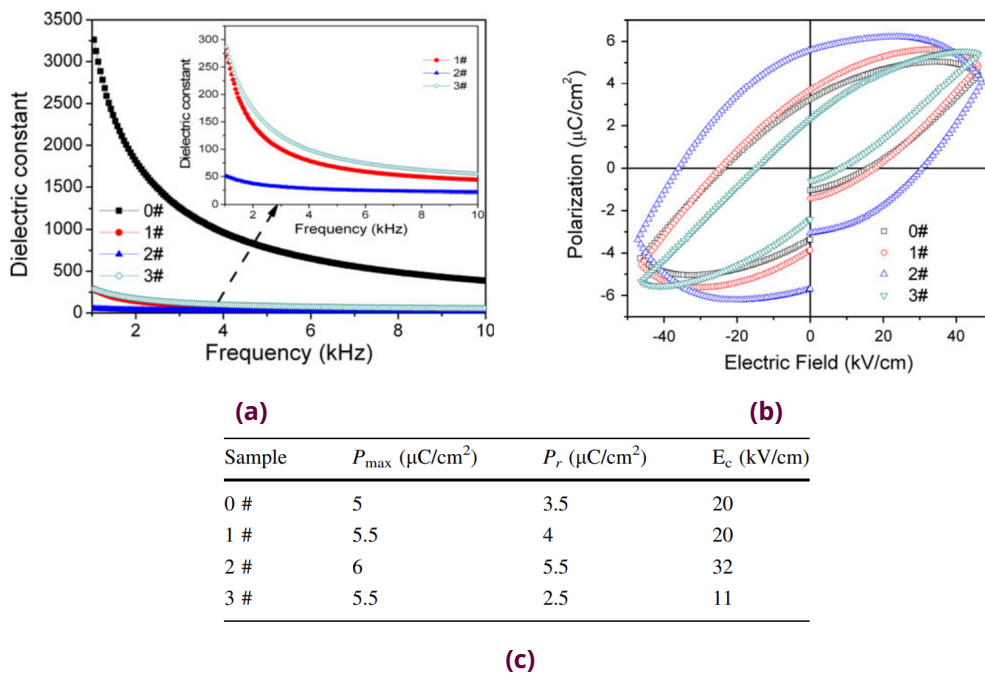 3500
3000
2500
2000
1500
1000
500
0
Dielectric constant
0#
1#
2#
3#
2 4 6 8 10
Frequency (kHz)
300
250
200
150
100
50
0
Dielectric constant
1#
2#
3#
2 4 6 8 10
Frequency (kHz)
(a)
6
4
2
0
-2
-4
-6
Polarization (μC/cm²)
0#
1#
2#
3#
-40 -20 0 20 40
Electric Field (kV/cm)
(b)
Sample Pmax (μC/cm²) Pr (μC/cm²) Ec (kV/cm)
0 # 5 3.5 20
1 # 5.5 4 20
2 # 6 5.5 32
3 # 5.5 2.5 11
(c)